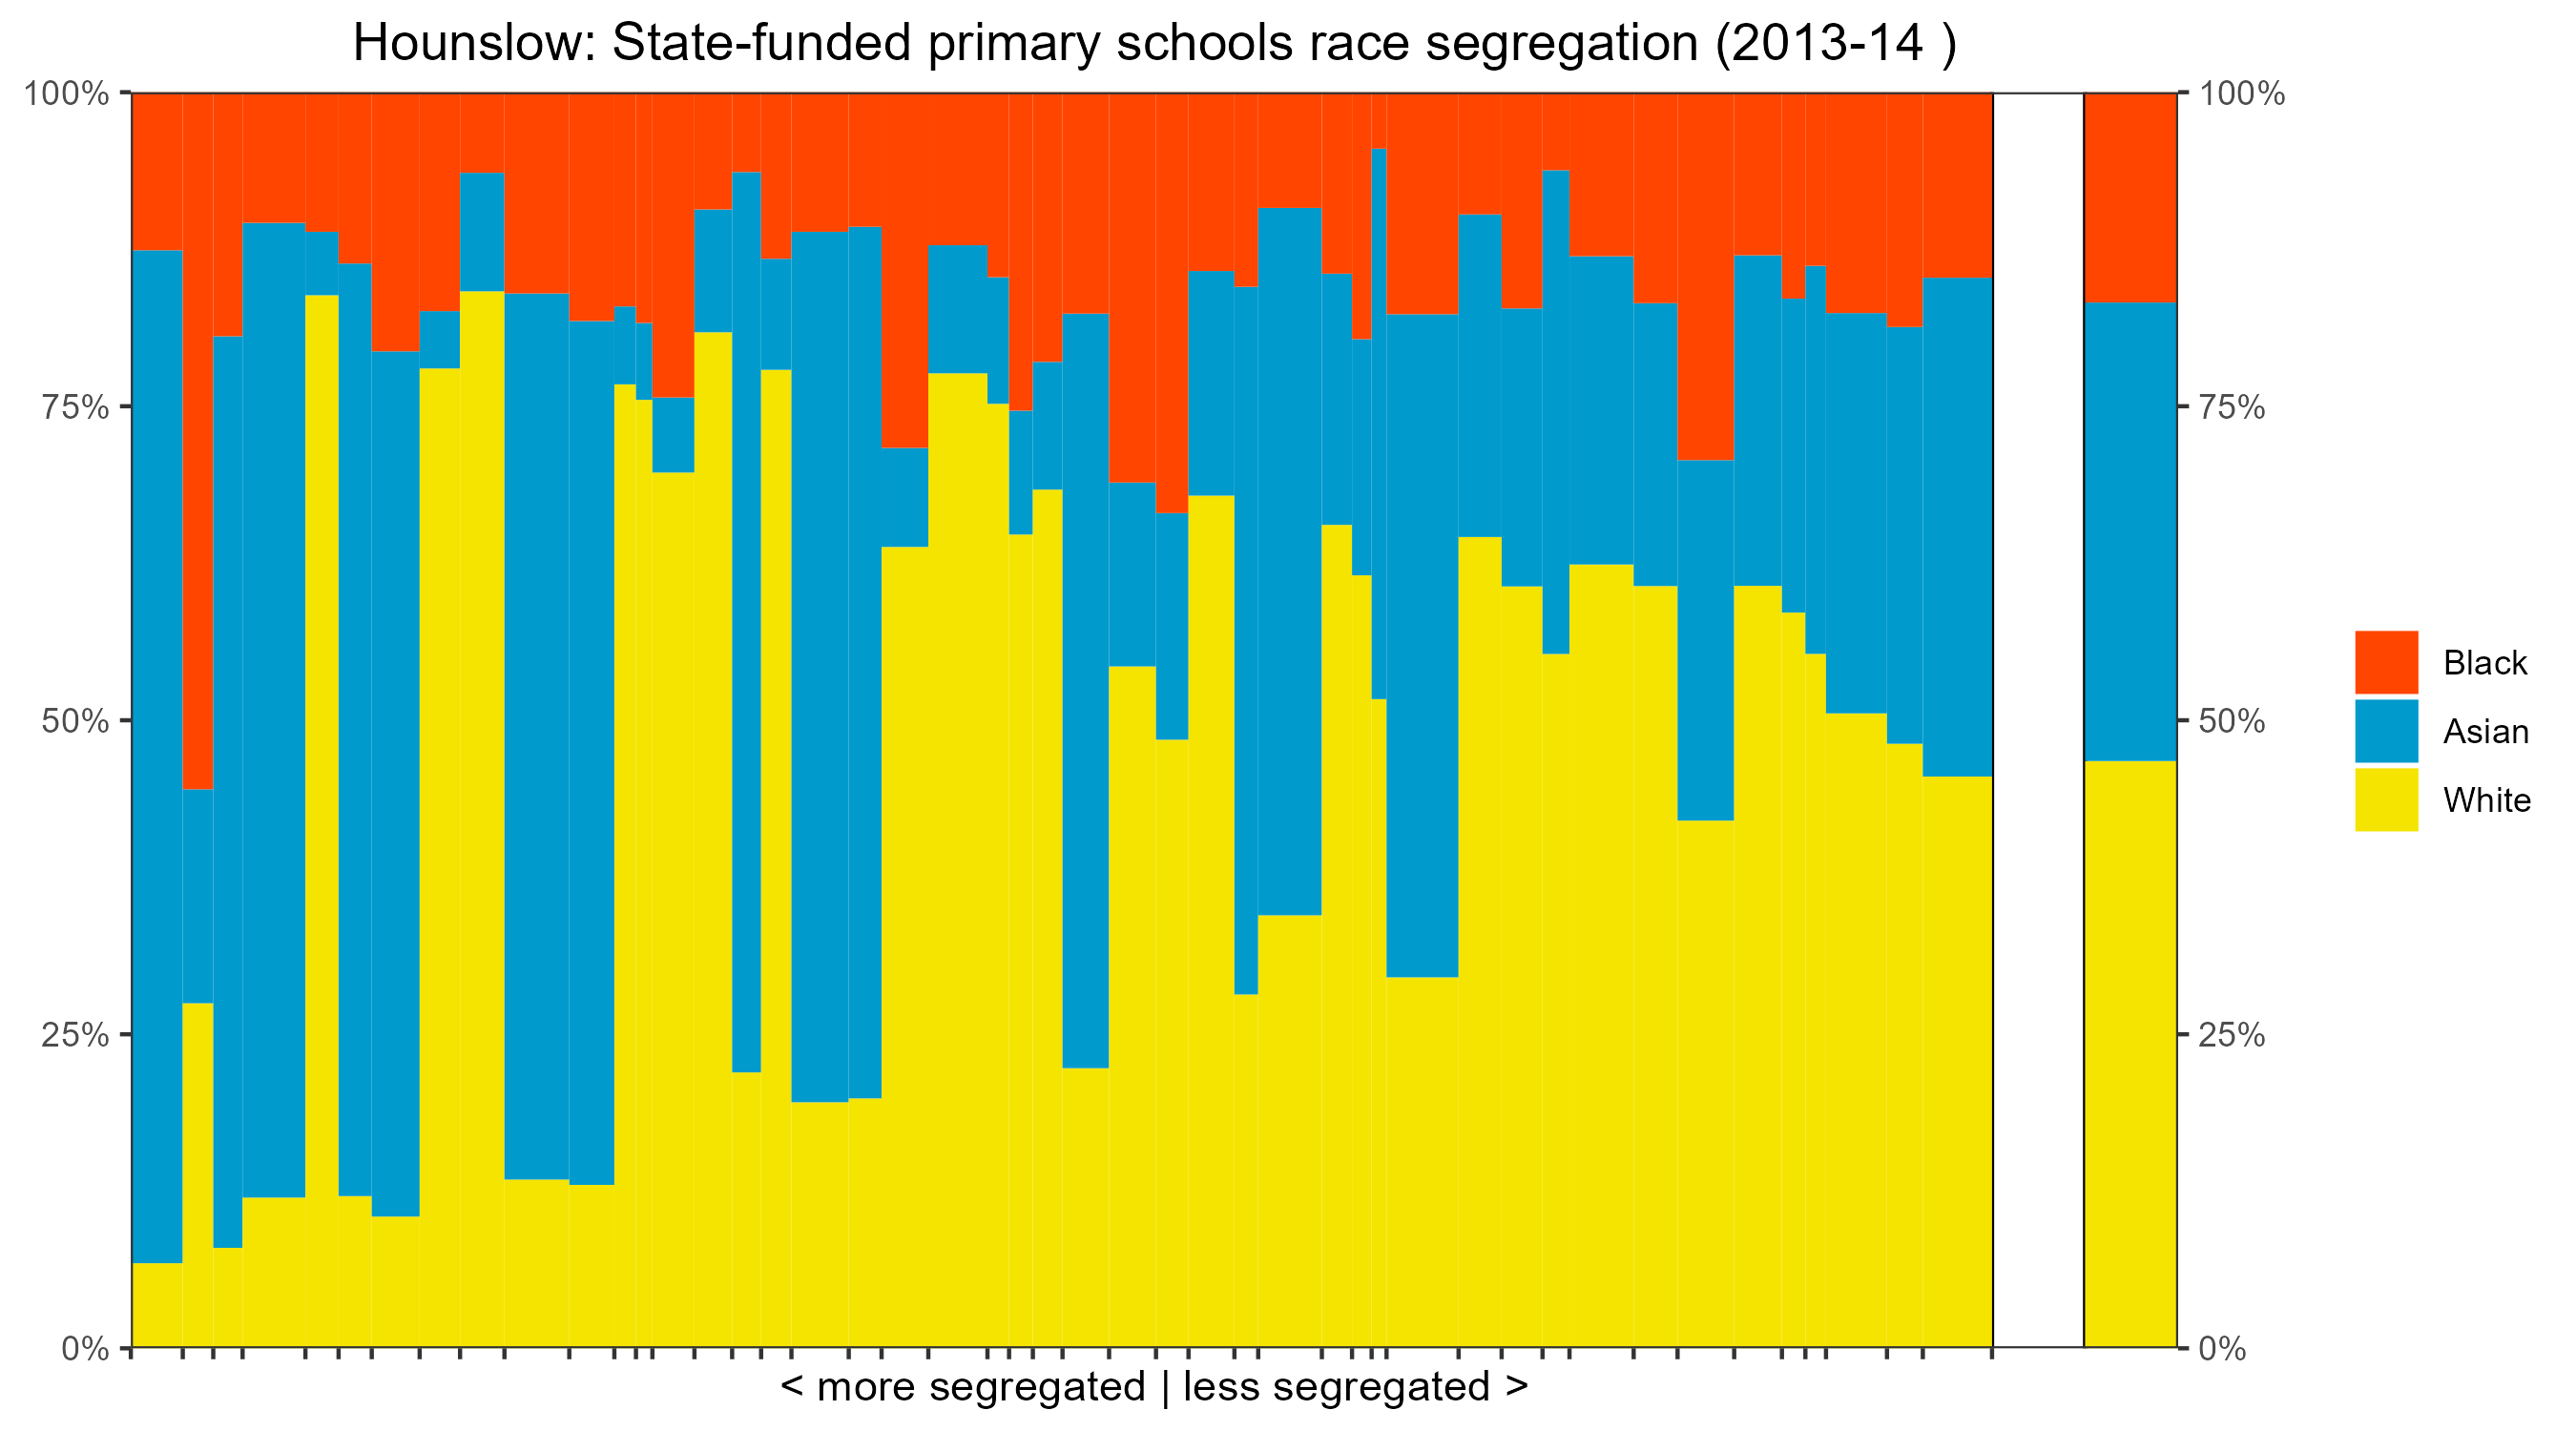 Hounslow: State-funded primary schools race segregation (2013-14 )
100%
75%
50%
25%
0%
100%
75%
50%
25%
0%
Black
Asian
White
< more segregated | less segregated >